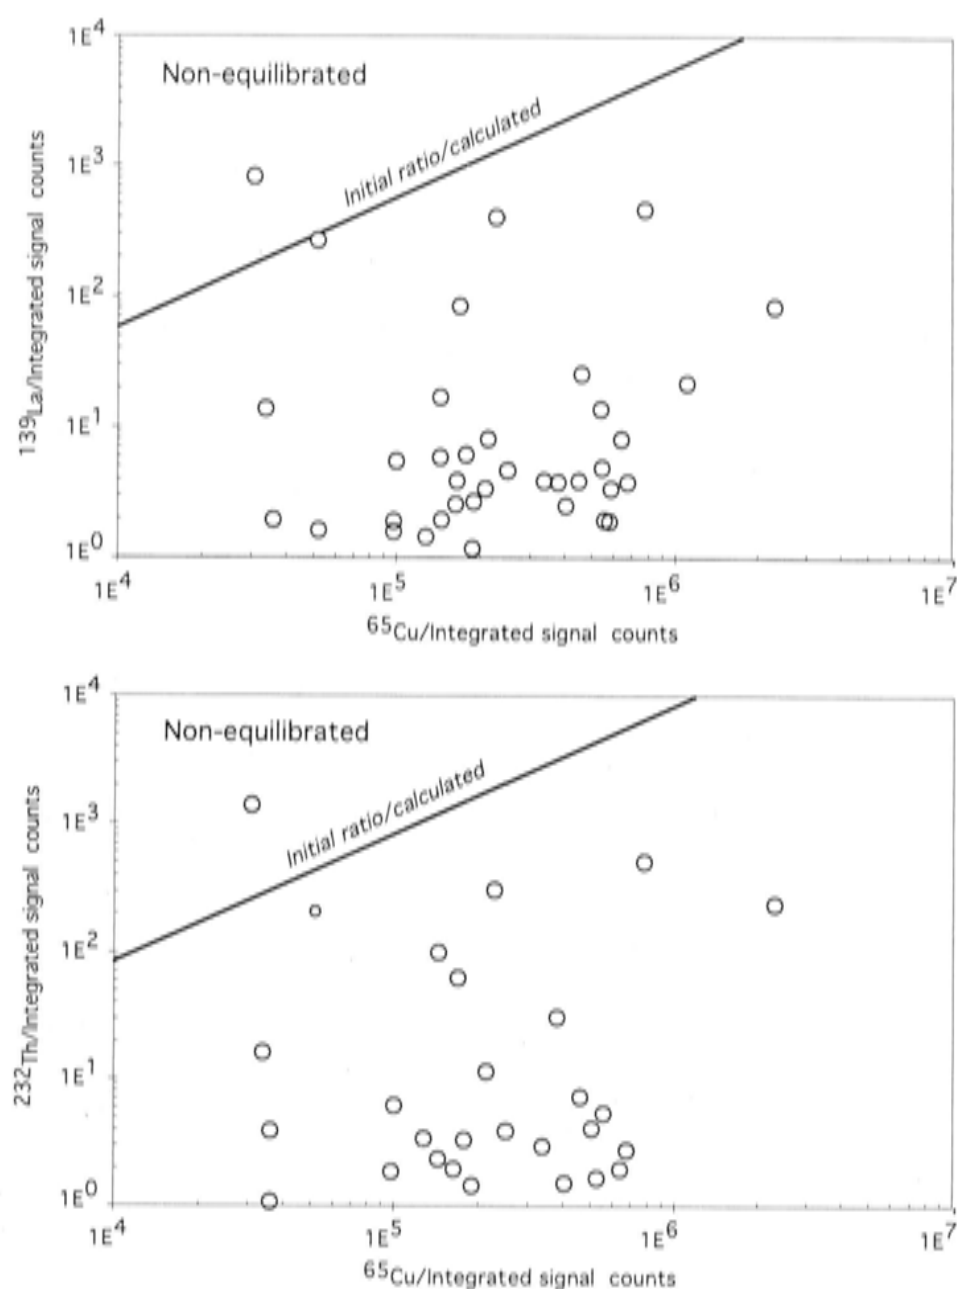 1E⁴
Non-equilibrated
Initial ratio/calculated
1E³
1E²
1E¹
1E⁰
¹³⁹La/Integrated signal counts
1E⁴ 1E⁵ 1E⁶ 1E⁷
⁶⁵Cu/Integrated signal counts
1E⁴
Non-equilibrated
Initial ratio/calculated
1E³
1E²
1E¹
1E⁰
²³²Th/Integrated signal counts
1E⁴ 1E⁵ 1E⁶ 1E⁷
⁶⁵Cu/Integrated signal counts